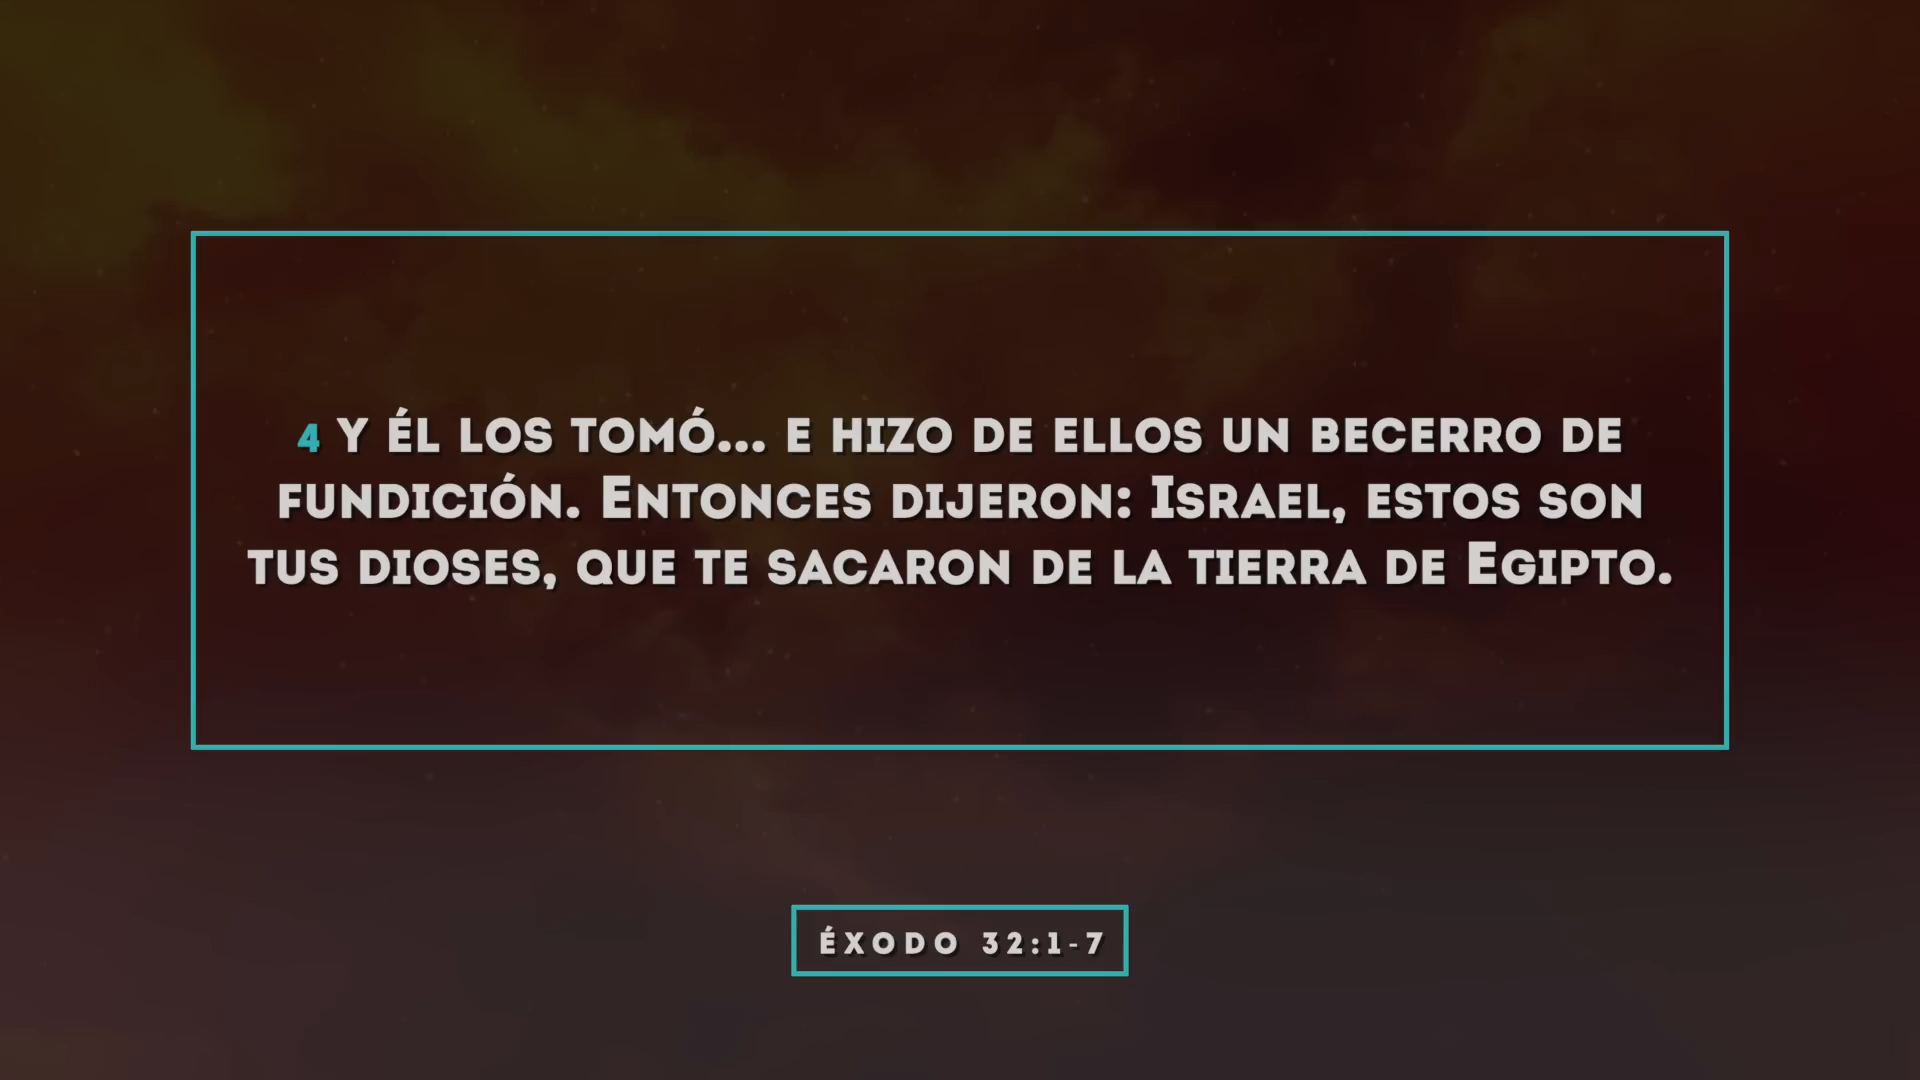 4 Y ÉL LOS TOMÓ... E HIZO DE ELLOS UN BECERRO DE
FUNDICIÓN. ENTONCES DIJERON: ISRAEL, ESTOS SON
TUS DIOSES, QUE TE SACARON DE LA TIERRA DE EGIPTO.
ÉXODO 32:1-7